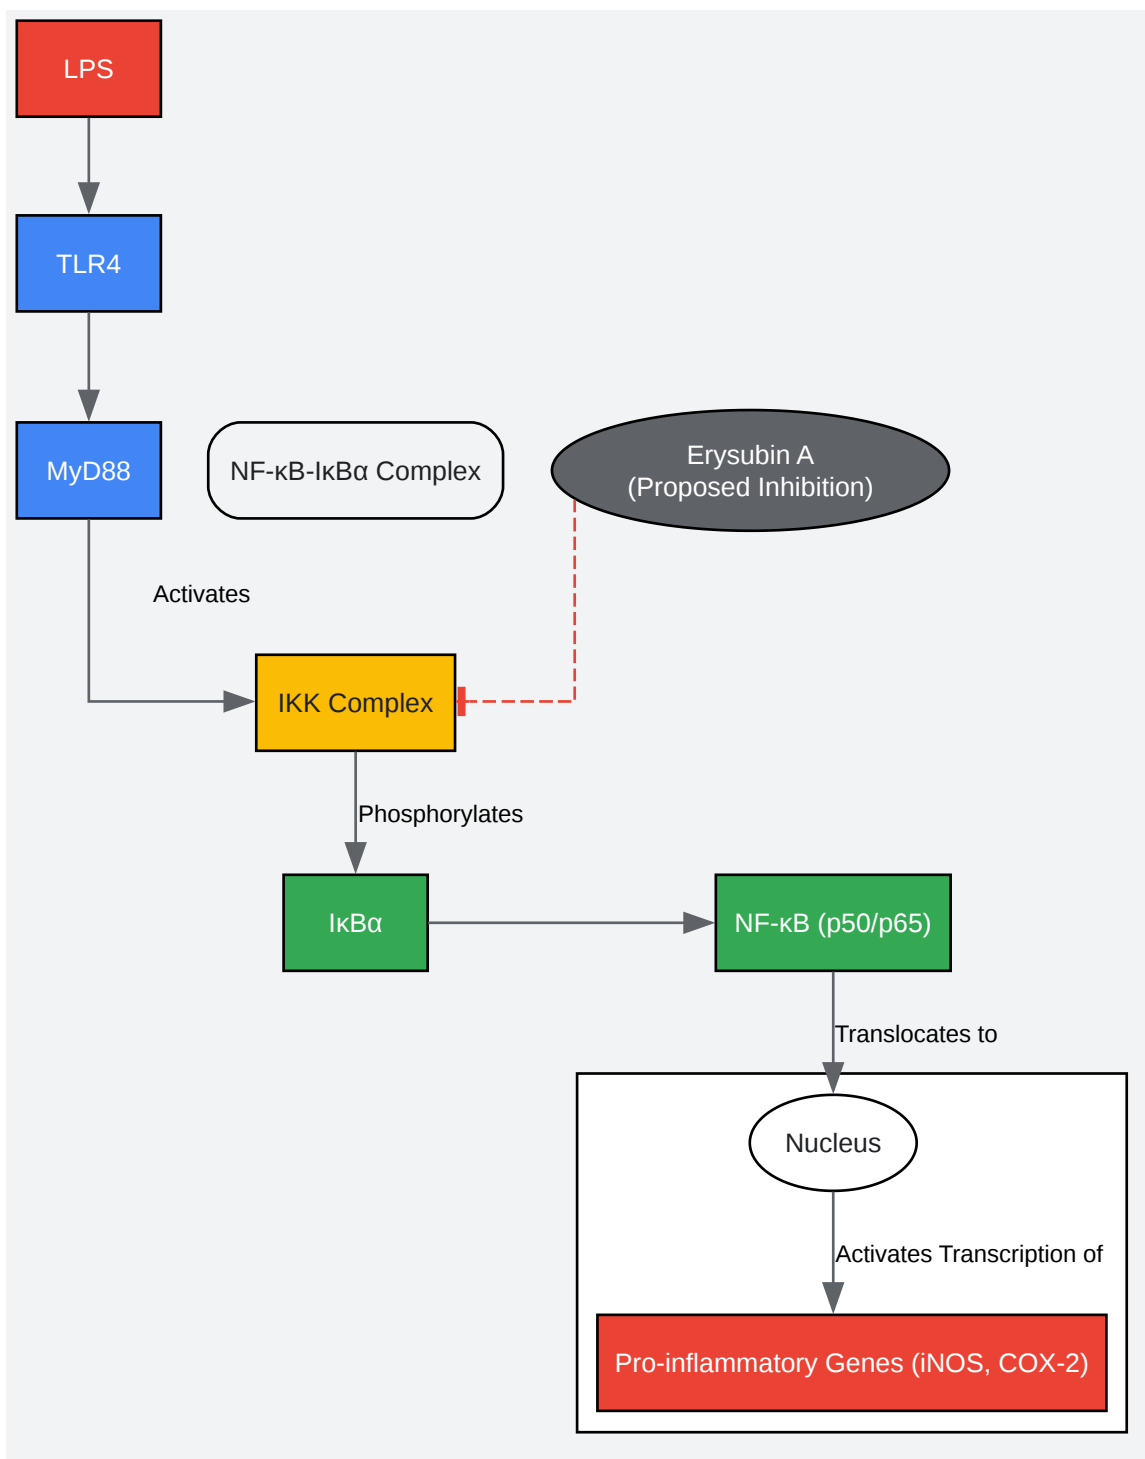 LPS
TLR4
MyD88
NF-κB-IκBα Complex
Erysubin A
(Proposed Inhibition)
Activates
IKK Complex
Phosphorylates
IκBα
NF-κB (p50/p65)
Translocates to
Nucleus
Activates Transcription of
Pro-inflammatory Genes (iNOS, COX-2)